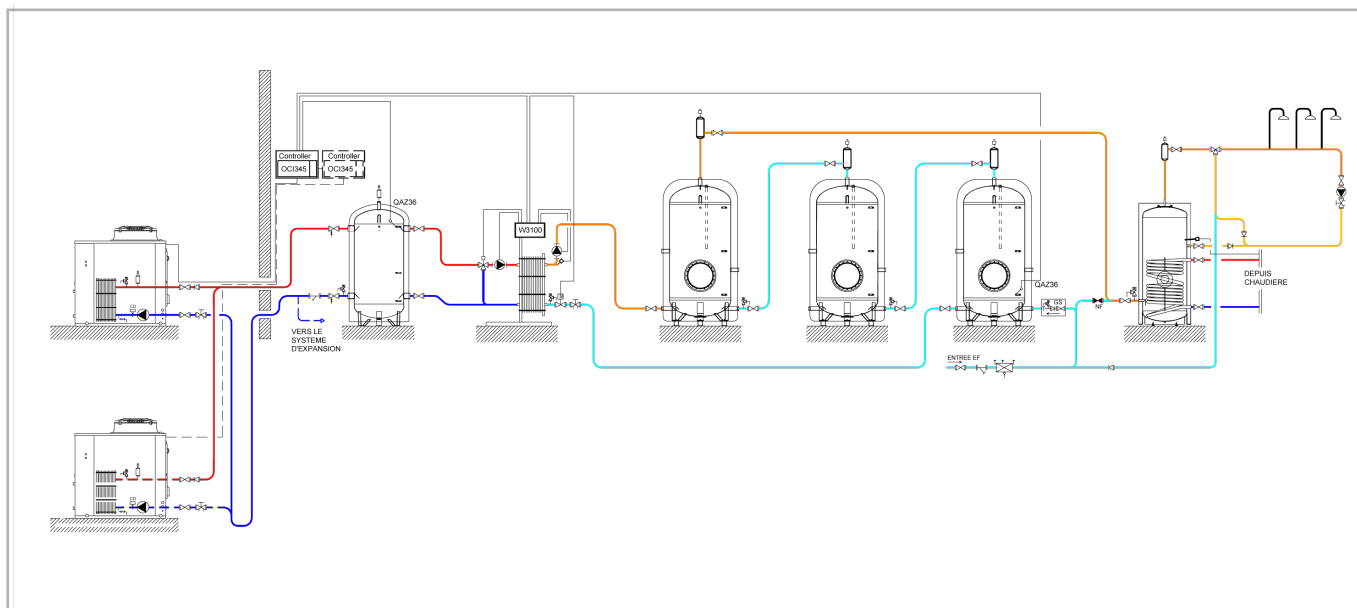 Controller
OCI345
Controller
OCI345
QAZ36
W3100
VERS LE
SYSTEME
D'EXPANSION
QAZ36
GS
NF
ENTREE EF
DEPUIS
CHAUDIERE